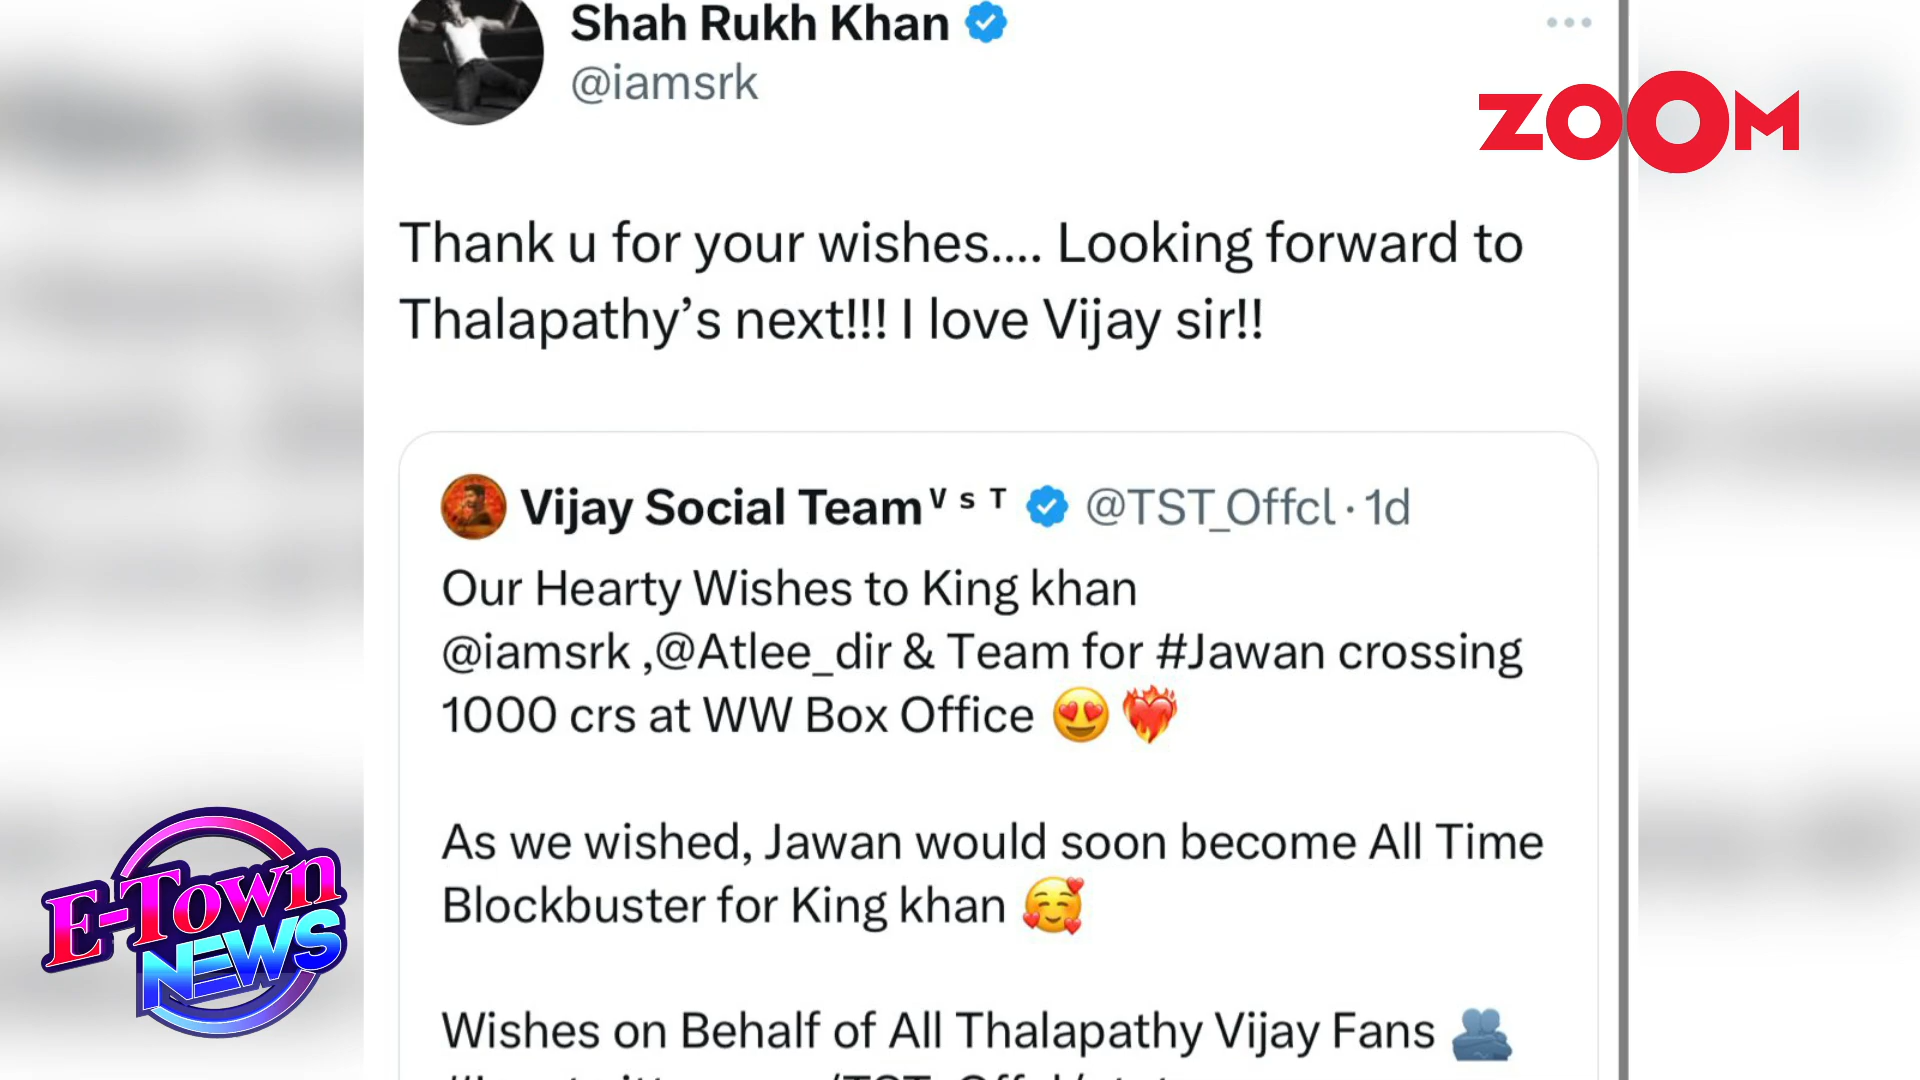 Shah Rukh Khan
@iamsrk
ZOOM
Thank u for your wishes.... Looking forward to
Thalapathy’s next!!! I love Vijay sir!!
Vijay Social Team ⱽ ˢ ᵀ @TST_Offcl · 1d
Our Hearty Wishes to King khan
@iamsrk ,@Atlee_dir & Team for #Jawan crossing
1000 crs at WW Box Office 😍 ❤️‍🔥
As we wished, Jawan would soon become All Time
Blockbuster for King khan 🥰
E-TOWN
NEWS
Wishes on Behalf of All Thalapathy Vijay Fans 🫂